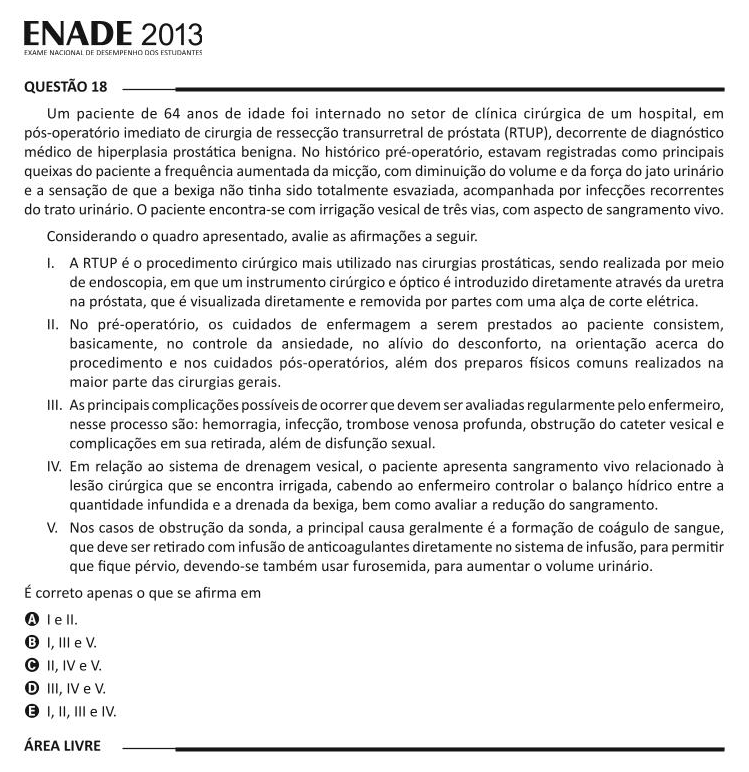 ENADE 2013
EXAME NACIONAL DE DESEMPENHO DOS ESTUDANTES
QUESTÃO 18
Um paciente de 64 anos de idade foi internado no setor de clínica cirúrgica de um hospital, em
pós-operatório imediato de cirurgia de ressecção transurretral de próstata (RTUP), decorrente de diagnóstico
médico de hiperplasia prostática benigna. No histórico pré-operatório, estavam registradas como principais
queixas do paciente a frequência aumentada da micção, com diminuição do volume e da força do jato urinário
e a sensação de que a bexiga não tinha sido totalmente esvaziada, acompanhada por infecções recorrentes
do trato urinário. O paciente encontra-se com irrigação vesical de três vias, com aspecto de sangramento vivo.
Considerando o quadro apresentado, avalie as afirmações a seguir.
I. A RTUP é o procedimento cirúrgico mais utilizado nas cirurgias prostáticas, sendo realizada por meio
de endoscopia, em que um instrumento cirúrgico e óptico é introduzido diretamente através da uretra
na próstata, que é visualizada diretamente e removida por partes com uma alça de corte elétrica.
II. No pré-operatório, os cuidados de enfermagem a serem prestados ao paciente consistem,
basicamente, no controle da ansiedade, no alívio do desconforto, na orientação acerca do
procedimento e nos cuidados pós-operatórios, além dos preparos físicos comuns realizados na
maior parte das cirurgias gerais.
III. As principais complicações possíveis de ocorrer que devem ser avaliadas regularmente pelo enfermeiro,
nesse processo são: hemorragia, infecção, trombose venosa profunda, obstrução do cateter vesical e
complicações em sua retirada, além de disfunção sexual.
IV. Em relação ao sistema de drenagem vesical, o paciente apresenta sangramento vivo relacionado à
lesão cirúrgica que se encontra irrigada, cabendo ao enfermeiro controlar o balanço hídrico entre a
quantidade infundida e a drenada da bexiga, bem como avaliar a redução do sangramento.
V. Nos casos de obstrução da sonda, a principal causa geralmente é a formação de coágulo de sangue,
que deve ser retirado com infusão de anticoagulantes diretamente no sistema de infusão, para permitir
que fique pérvio, devendo-se também usar furosemida, para aumentar o volume urinário.
É correto apenas o que se afirma em
A I e II.
B I, III e V.
C II, IV e V.
D III, IV e V.
E I, II, III e IV.
ÁREA LIVRE